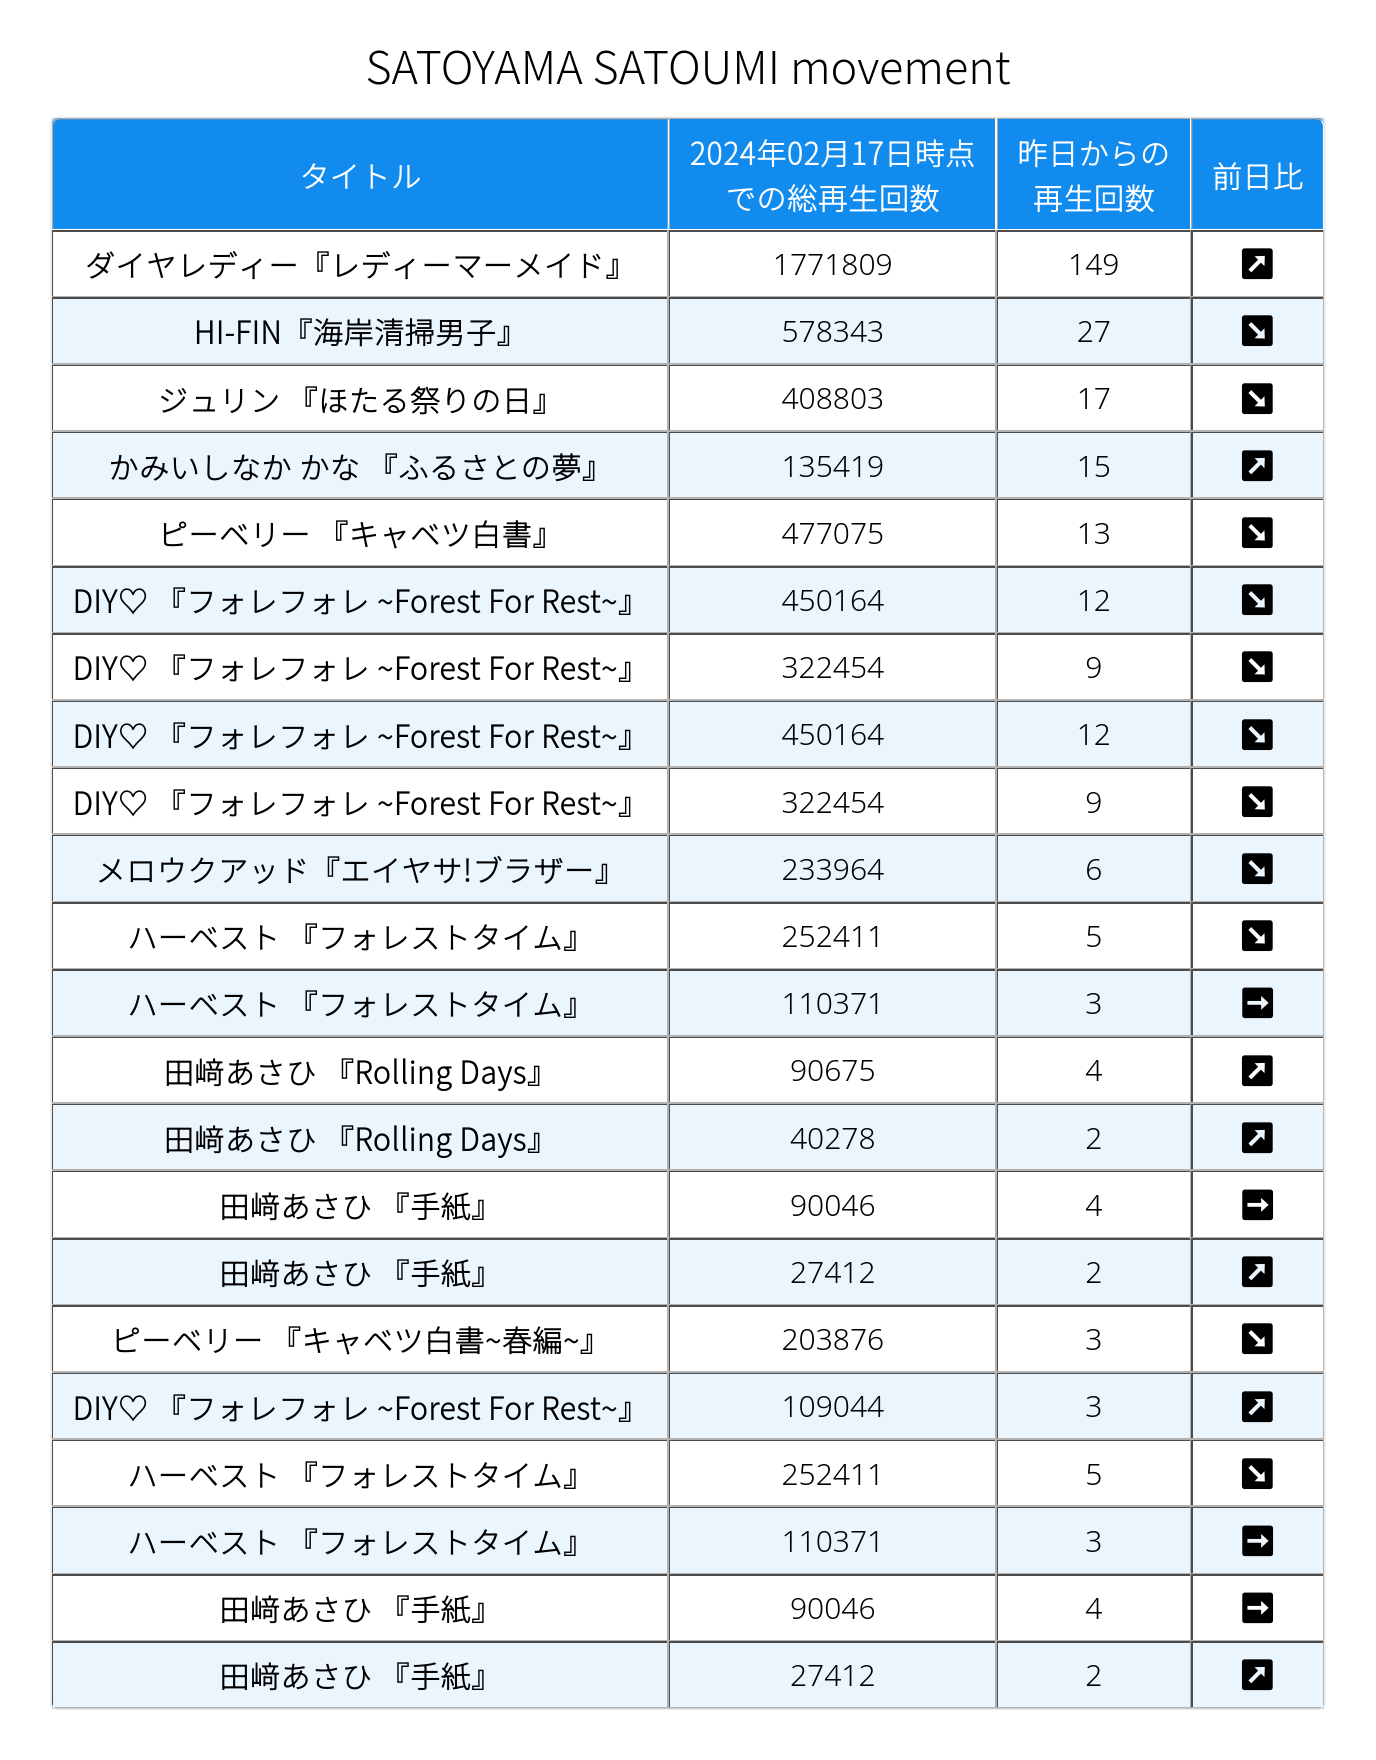 SATOYAMA SATOUMI movement
タイトル 2024年02月17日時点での総再生回数 昨日からの再生回数 前日比
ダイヤレディー『レディーマーメイド』 1771809 149 ↗
HI-FIN『海岸清掃男子』 578343 27 ↘
ジュリン 『ほたる祭りの日』 408803 17 ↘
かみいしなか かな 『ふるさとの夢』 135419 15 ↗
ピーベリー 『キャベツ白書』 477075 13 ↘
DIY♡ 『フォレフォレ ~Forest For Rest~』 450164 12 ↘
DIY♡ 『フォレフォレ ~Forest For Rest~』 322454 9 ↘
DIY♡ 『フォレフォレ ~Forest For Rest~』 450164 12 ↘
DIY♡ 『フォレフォレ ~Forest For Rest~』 322454 9 ↘
メロウクアッド『エイヤサ!ブラザー』 233964 6 ↘
ハーベスト 『フォレストタイム』 252411 5 ↘
ハーベスト 『フォレストタイム』 110371 3 →
田﨑あさひ 『Rolling Days』 90675 4 ↗
田﨑あさひ 『Rolling Days』 40278 2 ↗
田﨑あさひ 『手紙』 90046 4 →
田﨑あさひ 『手紙』 27412 2 ↗
ピーベリー 『キャベツ白書~春編~』 203876 3 ↘
DIY♡ 『フォレフォレ ~Forest For Rest~』 109044 3 ↗
ハーベスト 『フォレストタイム』 252411 5 ↘
ハーベスト 『フォレストタイム』 110371 3 →
田﨑あさひ 『手紙』 90046 4 →
田﨑あさひ 『手紙』 27412 2 ↗